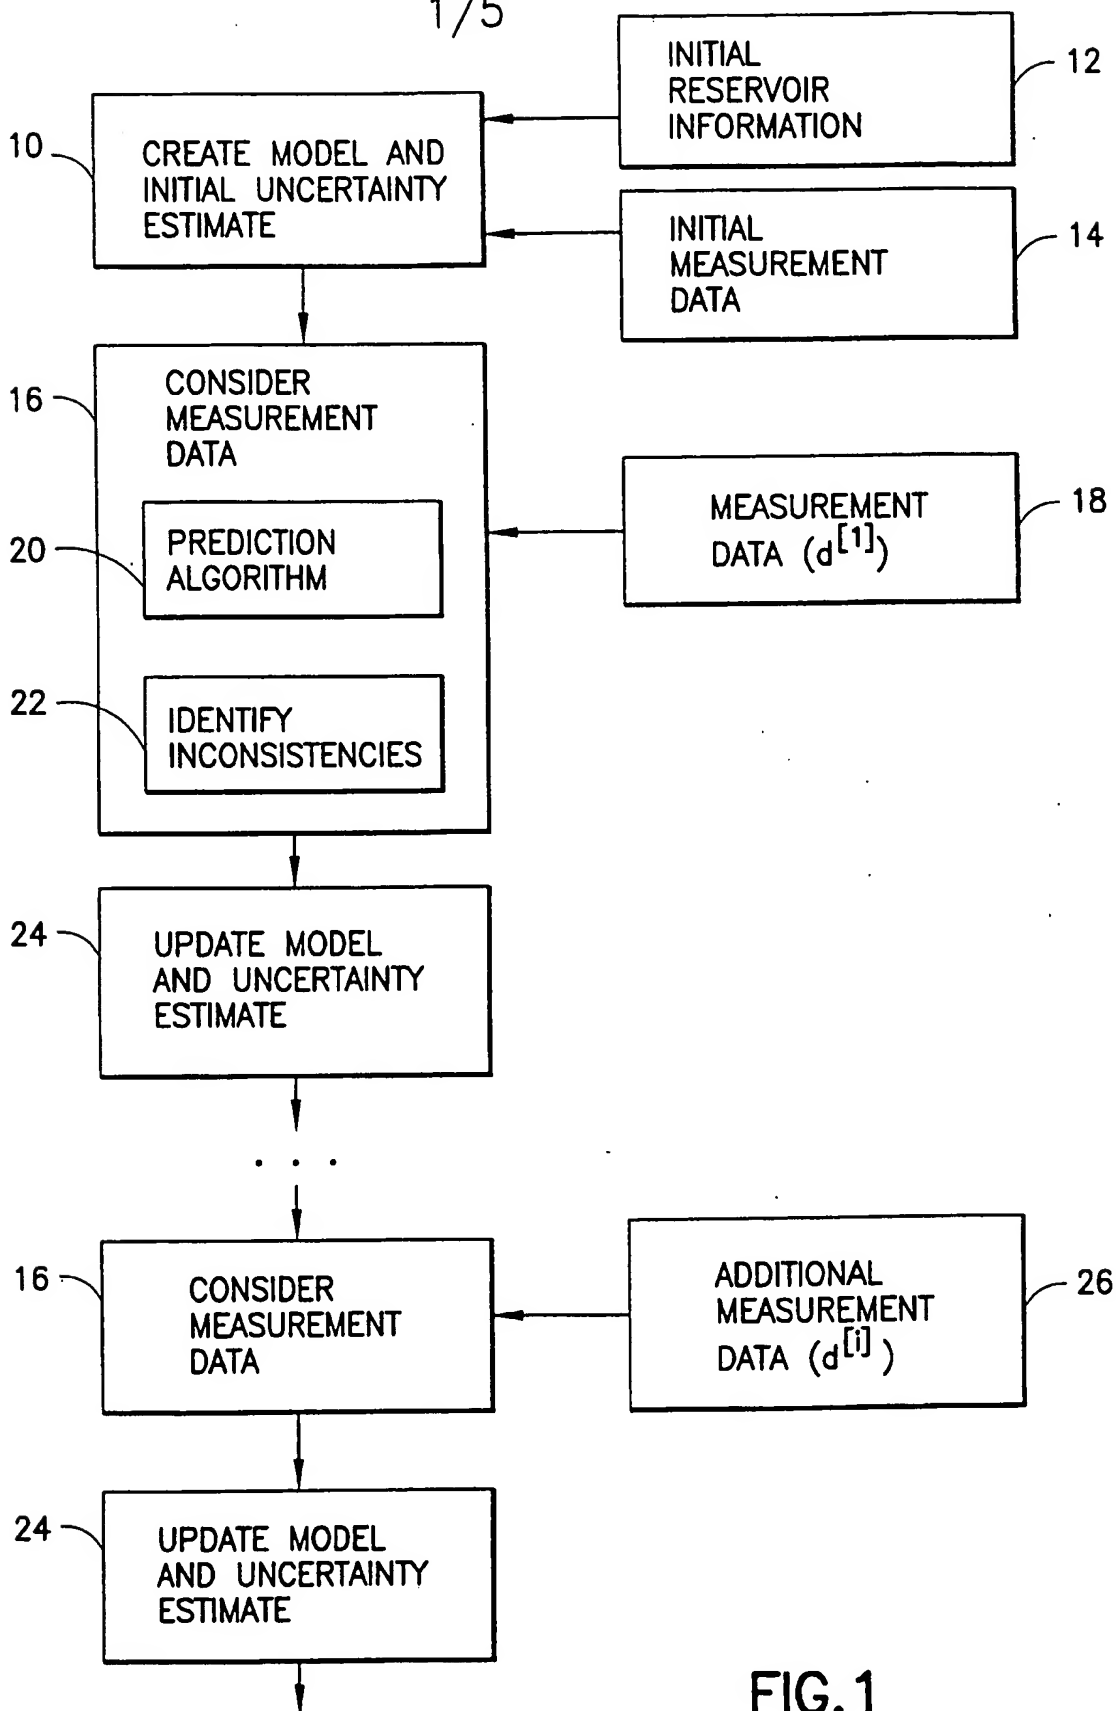 1/5
INITIAL
RESERVOIR
INFORMATION
12
10
CREATE MODEL AND
INITIAL UNCERTAINTY
ESTIMATE
INITIAL
MEASUREMENT
DATA
14
16
CONSIDER
MEASUREMENT
DATA
MEASUREMENT
DATA (d[1])
18
20
PREDICTION
ALGORITHM
22
IDENTIFY
INCONSISTENCIES
24
UPDATE MODEL
AND UNCERTAINTY
ESTIMATE
. . .
16
CONSIDER
MEASUREMENT
DATA
ADDITIONAL
MEASUREMENT
DATA (d[i])
26
24
UPDATE MODEL
AND UNCERTAINTY
ESTIMATE
FIG.1